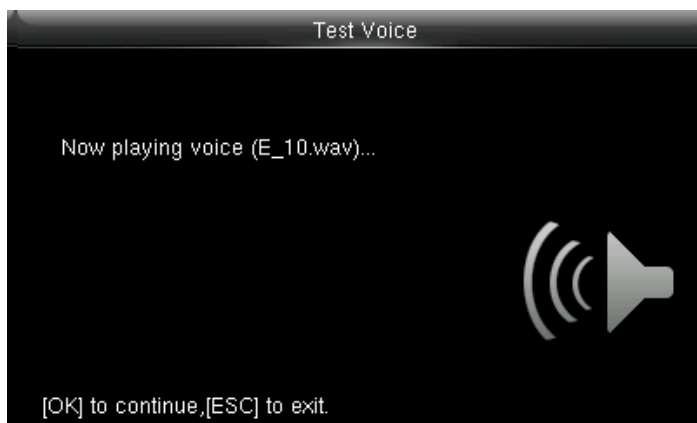 Test Voice
Now playing voice (E_10.wav)...
[OK] to continue,[ESC] to exit.